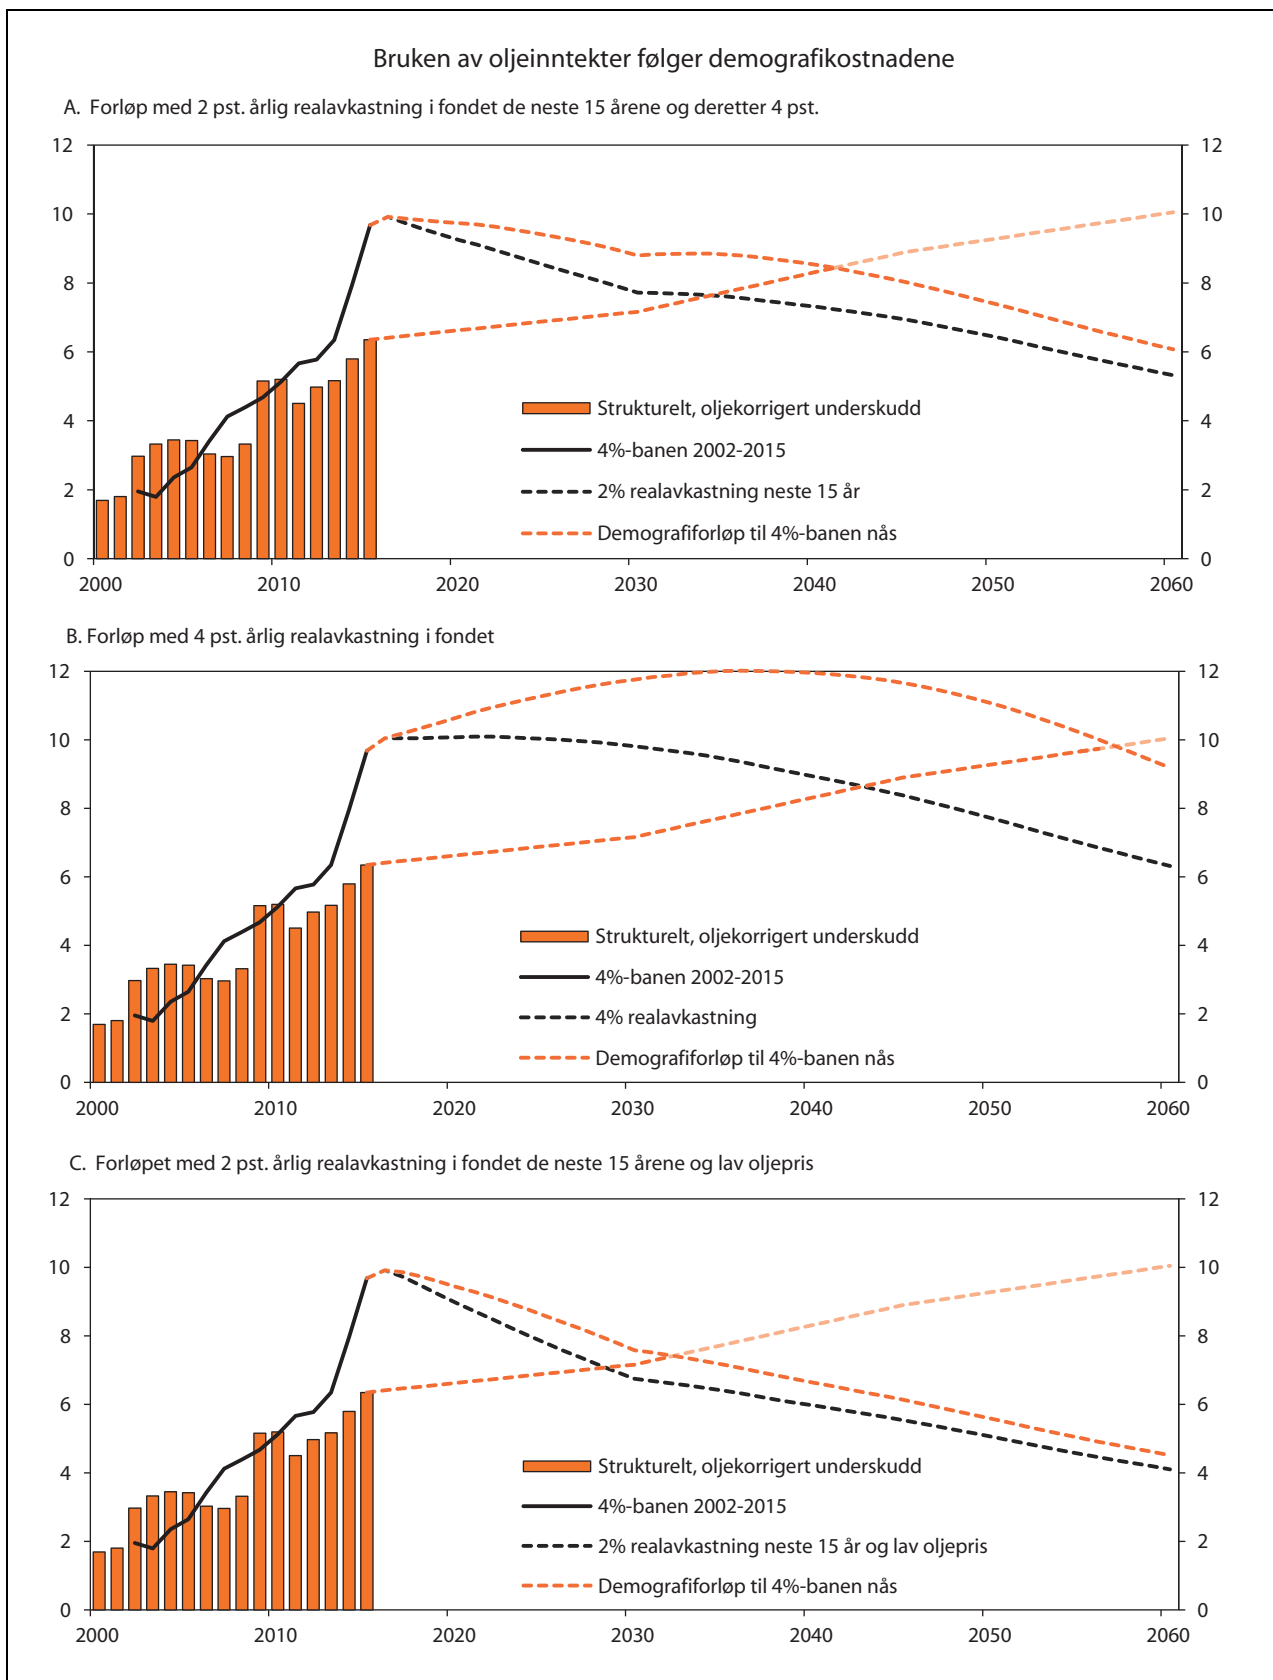 Bruken av oljeinntekter følger demografikostnadene
A. Forløp med 2 pst. årlig realavkastning i fondet de neste 15 årene og deretter 4 pst.
12 12
10 10
8 8
6 6
Strukturelt, oljekorrigert underskudd
4 4
4%-banen 2002-2015
2% realavkastning neste 15 år
2 2
Demografiforløp til 4%-banen nås
0 0
2000 2010 2020 2030 2040 2050 2060
B. Forløp med 4 pst. årlig realavkastning i fondet
12 12
10 10
8 8
6 6
Strukturelt, oljekorrigert underskudd
4 4
4%-banen 2002-2015
2 2
4% realavkastning
Demografiforløp til 4%-banen nås
0 0
2000 2010 2020 2030 2040 2050 2060
C. Forløpet med 2 pst. årlig realavkastning i fondet de neste 15 årene og lav oljepris
12 12
10 10
8 8
6 6
4 4
Strukturelt, oljekorrigert underskudd
4%-banen 2002-2015
2 2
2% realavkastning neste 15 år og lav oljepris
Demografiforløp til 4%-banen nås
0 0
2000 2010 2020 2030 2040 2050 2060